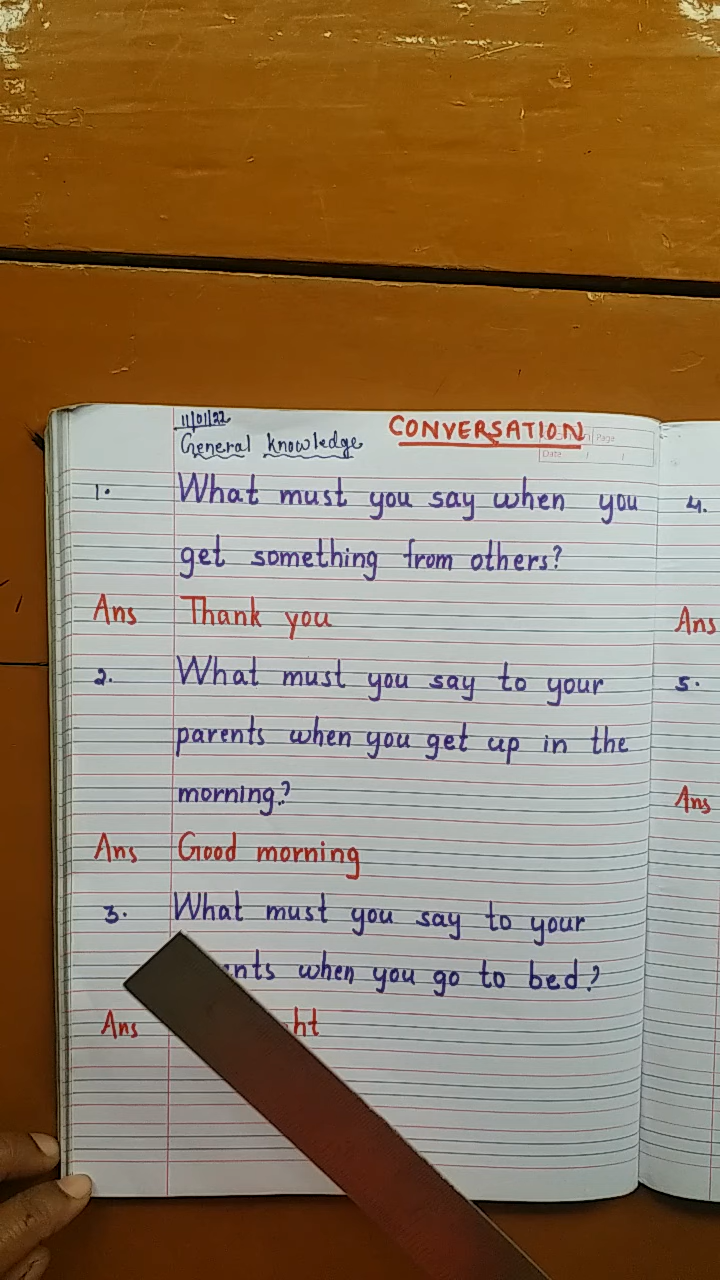 11/01/22
General knowledge
CONVERSATION
Page
Date
1. What must you say when you
get something from others?
Ans Thank you
2. What must you say to your
parents when you get up in the
morning?
Ans Good morning
3. What must you say to your
nts when you go to bed?
Ans ht
4.
Ans
5.
Ans